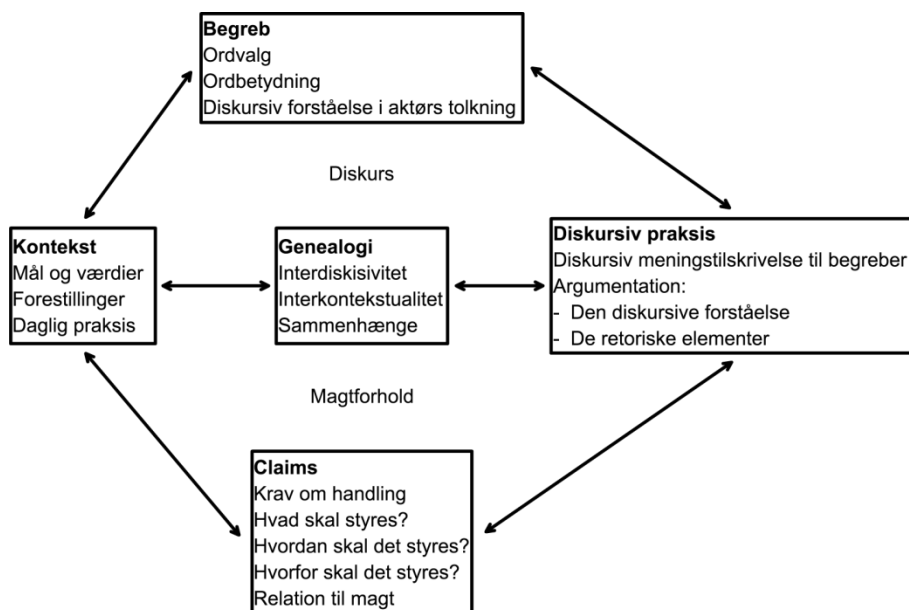 Begreb
Ordvalg
Ordbetydning
Diskursiv forståelse i aktørs tolkning
Diskurs
Kontekst
Mål og værdier
Forestillinger
Daglig praksis
Genealogi
Interdiskisivitet
Interkontekstualitet
Sammenhænge
Diskursiv praksis
Diskursiv meningstilskrivelse til begreber
Argumentation:
- Den diskursive forståelse
- De retoriske elementer
Magtforhold
Claims
Krav om handling
Hvad skal styres?
Hvordan skal det styres?
Hvorfor skal det styres?
Relation til magt